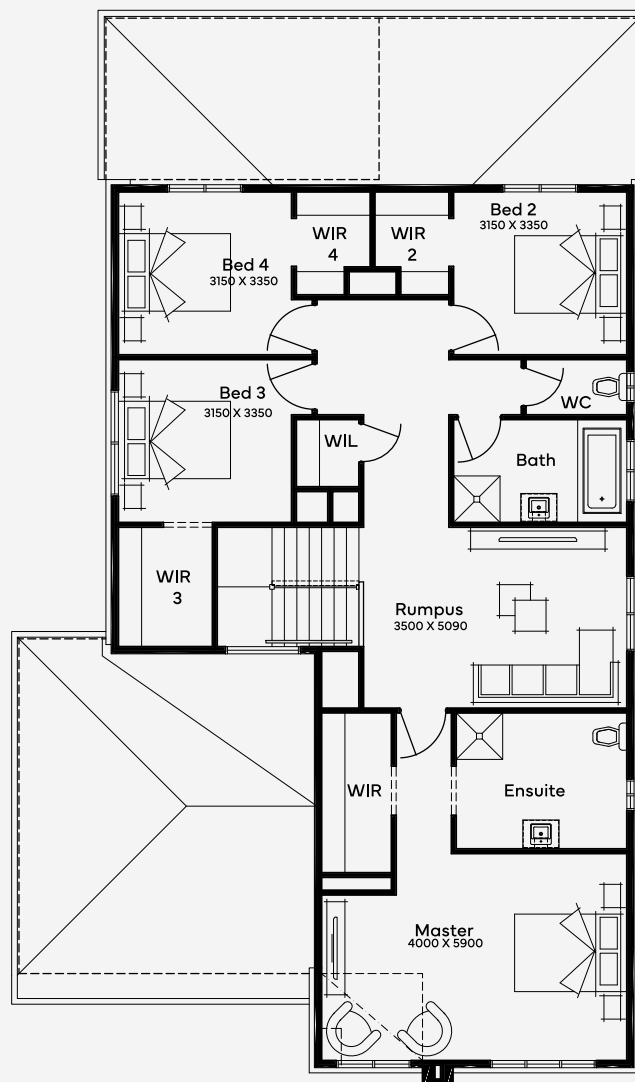 Bed 2
3150 X 3350
WIR
4
WIR
2
Bed 4
3150 X 3350
Bed 3
3150 X 3350
WC
WIL
Bath
WIR
3
Rumpus
3500 X 5090
WIR
Ensuite
Master
4000 X 5900